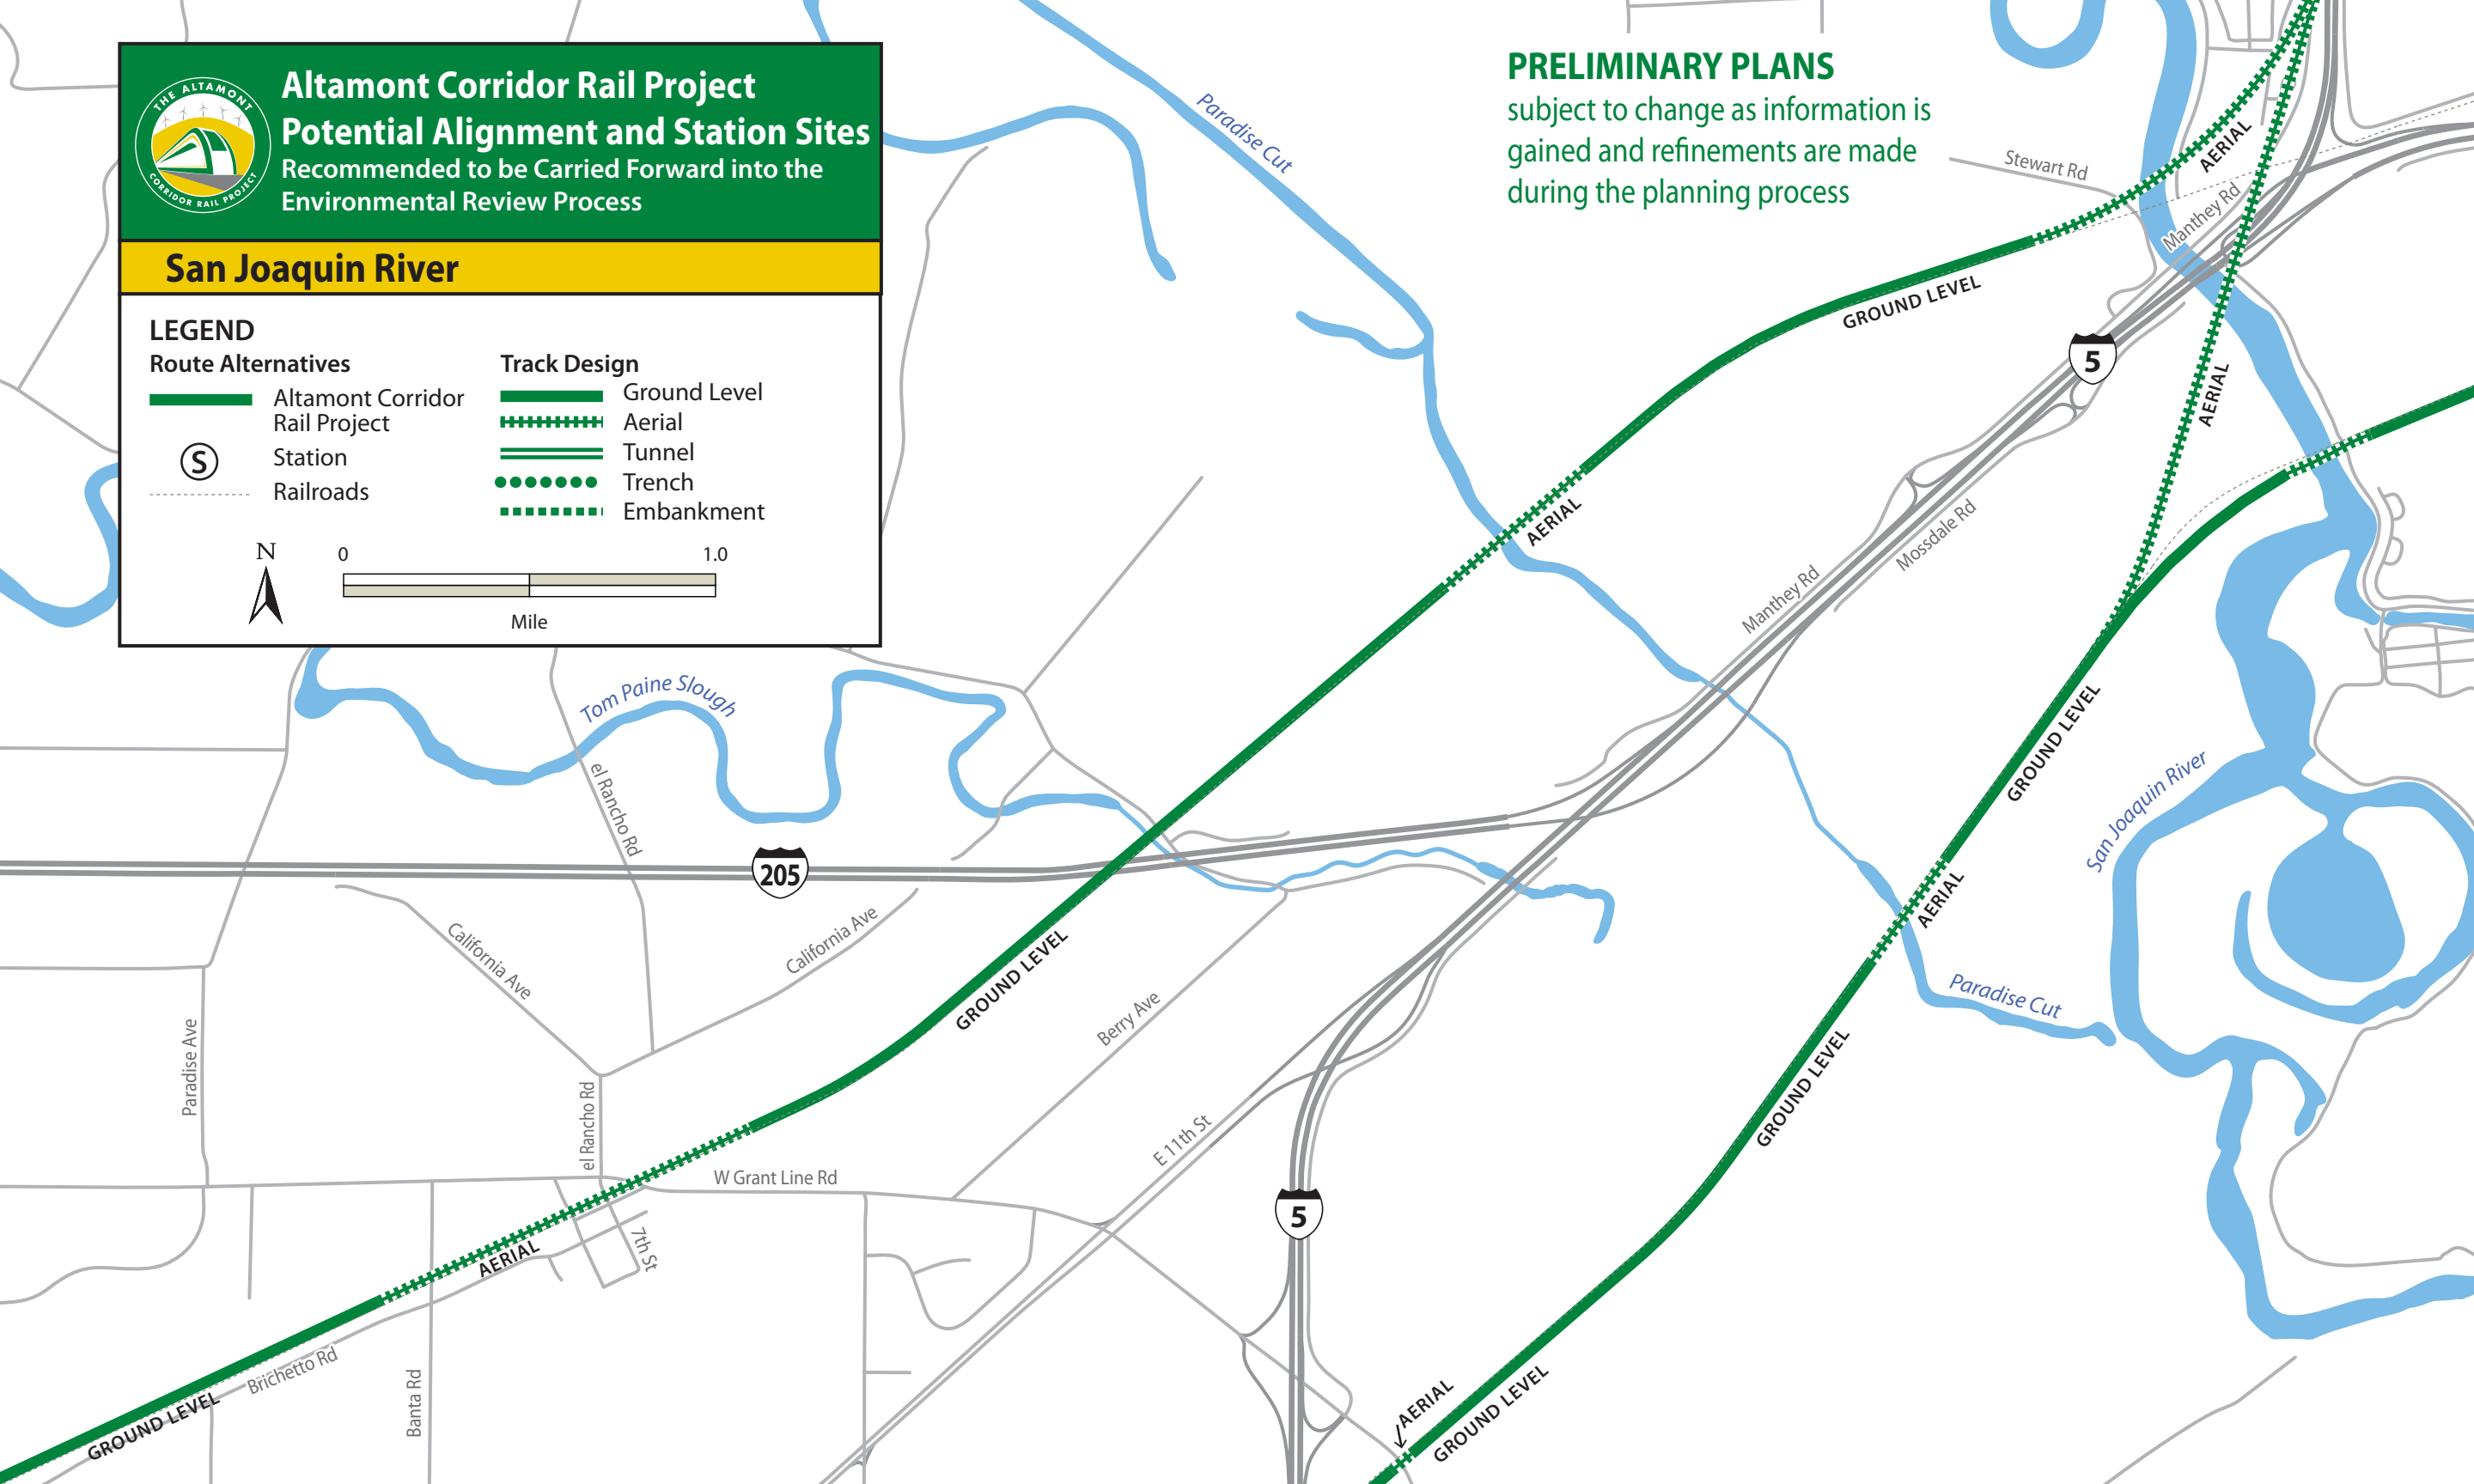 THE ALTAMONT
CORRIDOR RAIL PROJECT
Altamont Corridor Rail Project
Potential Alignment and Station Sites
Recommended to be Carried Forward into the
Environmental Review Process
San Joaquin River
LEGEND
Route Alternatives
Altamont Corridor
Rail Project
S
Station
Railroads
Track Design
Ground Level
Aerial
Tunnel
Trench
Embankment
N
0
1.0
Mile
PRELIMINARY PLANS
subject to change as information is
gained and refinements are made
during the planning process
Paradise Cut
Stewart Rd
AERIAL
Manthey Rd
GROUND LEVEL
5
AERIAL
AERIAL
Mossdale Rd
Manthey Rd
Tom Paine Slough
el Rancho Rd
GROUND LEVEL
San Joaquin River
205
AERIAL
California Ave
California Ave
GROUND LEVEL
Berry Ave
Paradise Cut
Paradise Ave
el Rancho Rd
E 11th St
GROUND LEVEL
W Grant Line Rd
5
7th St
AERIAL
Brichetto Rd
Banta Rd
GROUND LEVEL
AERIAL
GROUND LEVEL